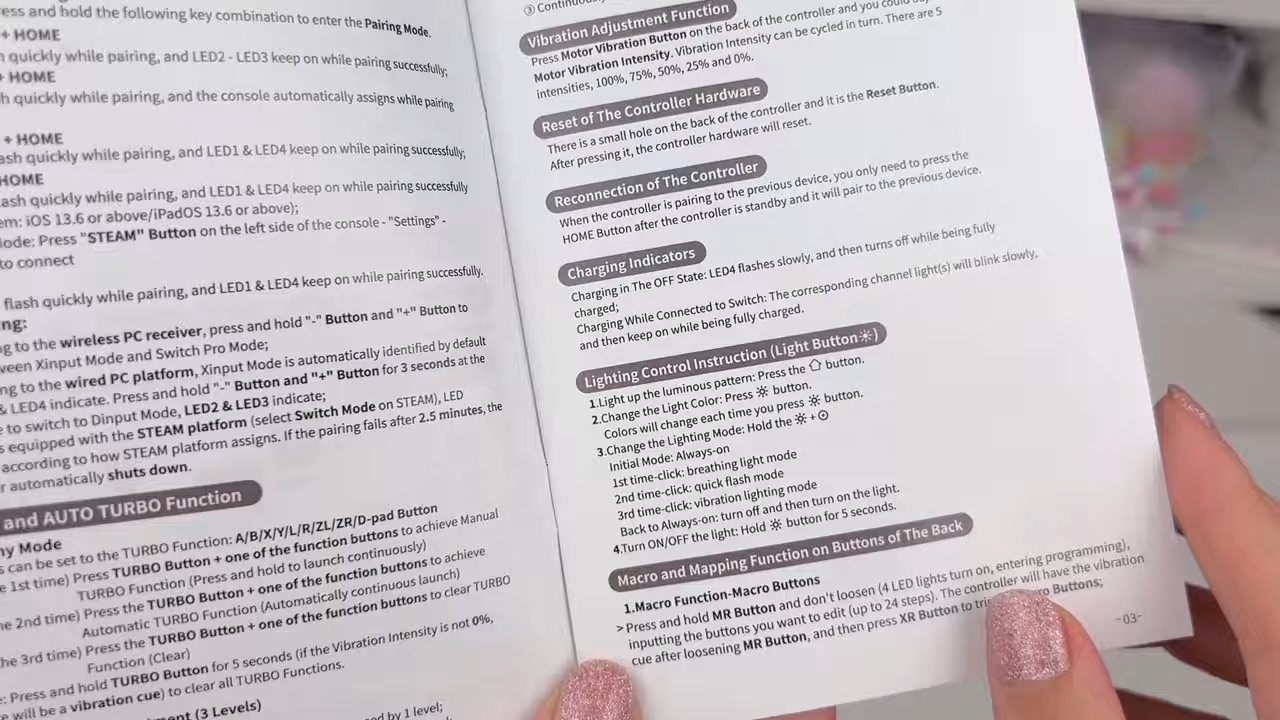 ess and hold the following key combination to enter the Pairing Mode.
+ HOME
quickly while pairing, and LED2 - LED3 keep on while pairing successfully;
+ HOME
h quickly while pairing, and the console automatically assigns while pairing
+ HOME
ash quickly while pairing, and LED1 & LED4 keep on while pairing successfully;
HOME
ash quickly while pairing, and LED1 & LED4 keep on while pairing successfully
em: iOS 13.6 or above/iPadOS 13.6 or above);
ode: Press "STEAM" Button on the left side of the console - "Settings" -
to connect
flash quickly while pairing, and LED1 & LED4 keep on while pairing successfully.
ng:
g to the wireless PC receiver, press and hold "-" Button and "+" Button to
ween Xinput Mode and Switch Pro Mode;
ng to the wired PC platform, Xinput Mode is automatically identified by default
& LED4 indicate. Press and hold "-" Button and "+" Button for 3 seconds at the
e to switch to Dinput Mode, LED2 & LED3 indicate;
s equipped with the STEAM platform (select Switch Mode on STEAM), LED
according to how STEAM platform assigns. If the pairing fails after 2.5 minutes, the
r automatically shuts down.
and AUTO TURBO Function
ny Mode
s can be set to the TURBO Function: A/B/X/Y/L/R/ZL/ZR/D-pad Button
e 1st time) Press TURBO Button + one of the function buttons to achieve Manual
TURBO Function (Press and hold to launch continuously)
he 2nd time) Press the TURBO Button + one of the function buttons to achieve
Automatic TURBO Function (Automatically continuous launch)
he 3rd time) Press the TURBO Button + one of the function buttons to clear TURBO
Function (Clear)
e: Press and hold TURBO Button for 5 seconds (if the Vibration Intensity is not 0%,
e will be a vibration cue) to clear all TURBO Functions.
ment (3 Levels)
ed by 1 level;
③ Continuous
Vibration Adjustment Function
Press Motor Vibration Button on the back of the controller and you could
Motor Vibration Intensity. Vibration Intensity can be cycled in turn. There are 5
intensities, 100%, 75%, 50%, 25% and 0%.
Reset of The Controller Hardware
There is a small hole on the back of the controller and it is the Reset Button.
After pressing it, the controller hardware will reset.
Reconnection of The Controller
When the controller is pairing to the previous device, you only need to press the
HOME Button after the controller is standby and it will pair to the previous device.
Charging Indicators
Charging in The OFF State: LED4 flashes slowly, and then turns off while being fully
charged;
Charging While Connected to Switch: The corresponding channel light(s) will blink slowly,
and then keep on while being fully charged.
Lighting Control Instruction (Light Button☀)
1.Light up the luminous pattern: Press the ⌂ button.
2.Change the Light Color: Press ☀ button.
Colors will change each time you press ☀ button.
3.Change the Lighting Mode: Hold the ☀+⊙
Initial Mode: Always-on
1st time-click: breathing light mode
2nd time-click: quick flash mode
3rd time-click: vibration lighting mode
Back to Always-on: turn off and then turn on the light.
4.Turn ON/OFF the light: Hold ☀ button for 5 seconds.
Macro and Mapping Function on Buttons of The Back
1.Macro Function-Macro Buttons
> Press and hold MR Button and don't loosen (4 LED lights turn on, entering programming),
inputting the buttons you want to edit (up to 24 steps). The controller will have the vibration
cue after loosening MR Button, and then press XR Button to tri cro Buttons;
-03-